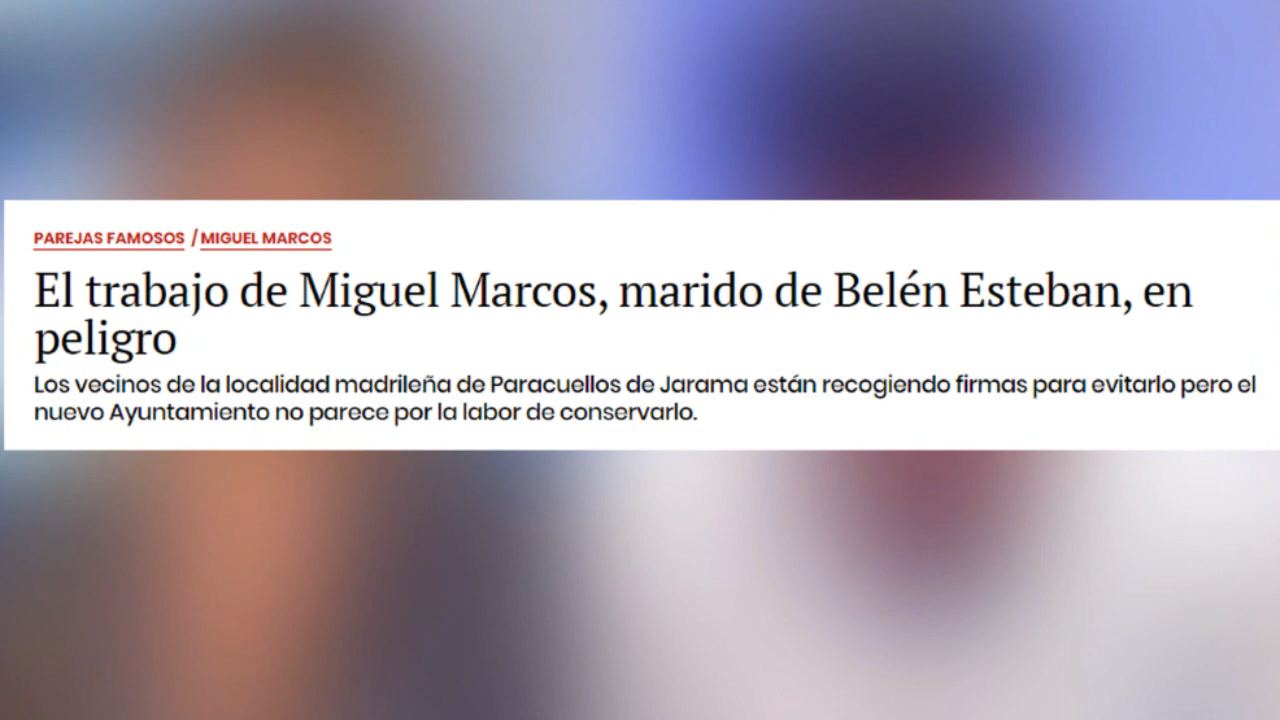 PAREJAS FAMOSOS / MIGUEL MARCOS
El trabajo de Miguel Marcos, marido de Belén Esteban, en
peligro
Los vecinos de la localidad madrileña de Paracuellos de Jarama están recogiendo firmas para evitarlo pero el
nuevo Ayuntamiento no parece por la labor de conservarlo.